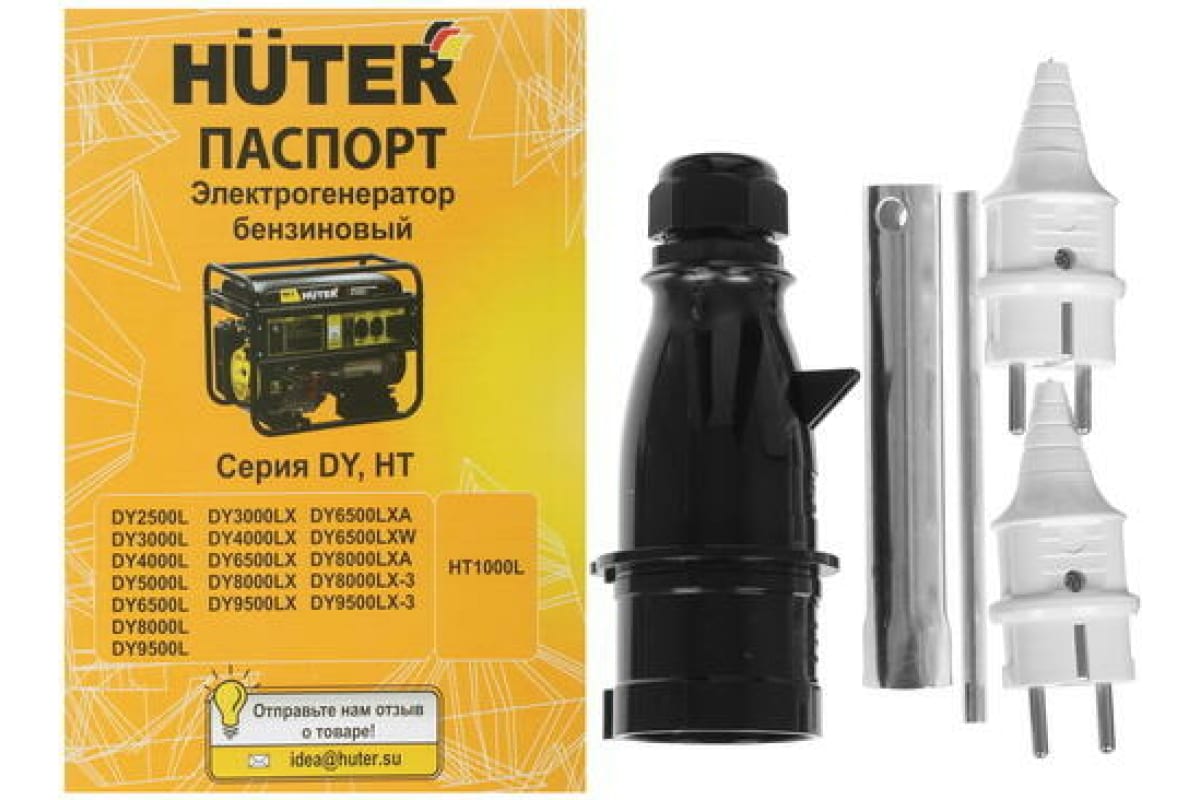 HÜTER
ПАСПОРТ
Электрогенератор
бензиновый
HÜTER
Серия DY, HT
DY2500L DY3000LX DY6500LXA
DY3000L DY4000LX DY6500LXW
DY4000L DY6500LX DY8000LXA
DY5000L DY8000LX DY8000LX-3
DY6500L DY9500LX DY9500LX-3
DY8000L
DY9500L
HT1000L
Отправьте нам отзыв
о товаре!
idea@huter.su